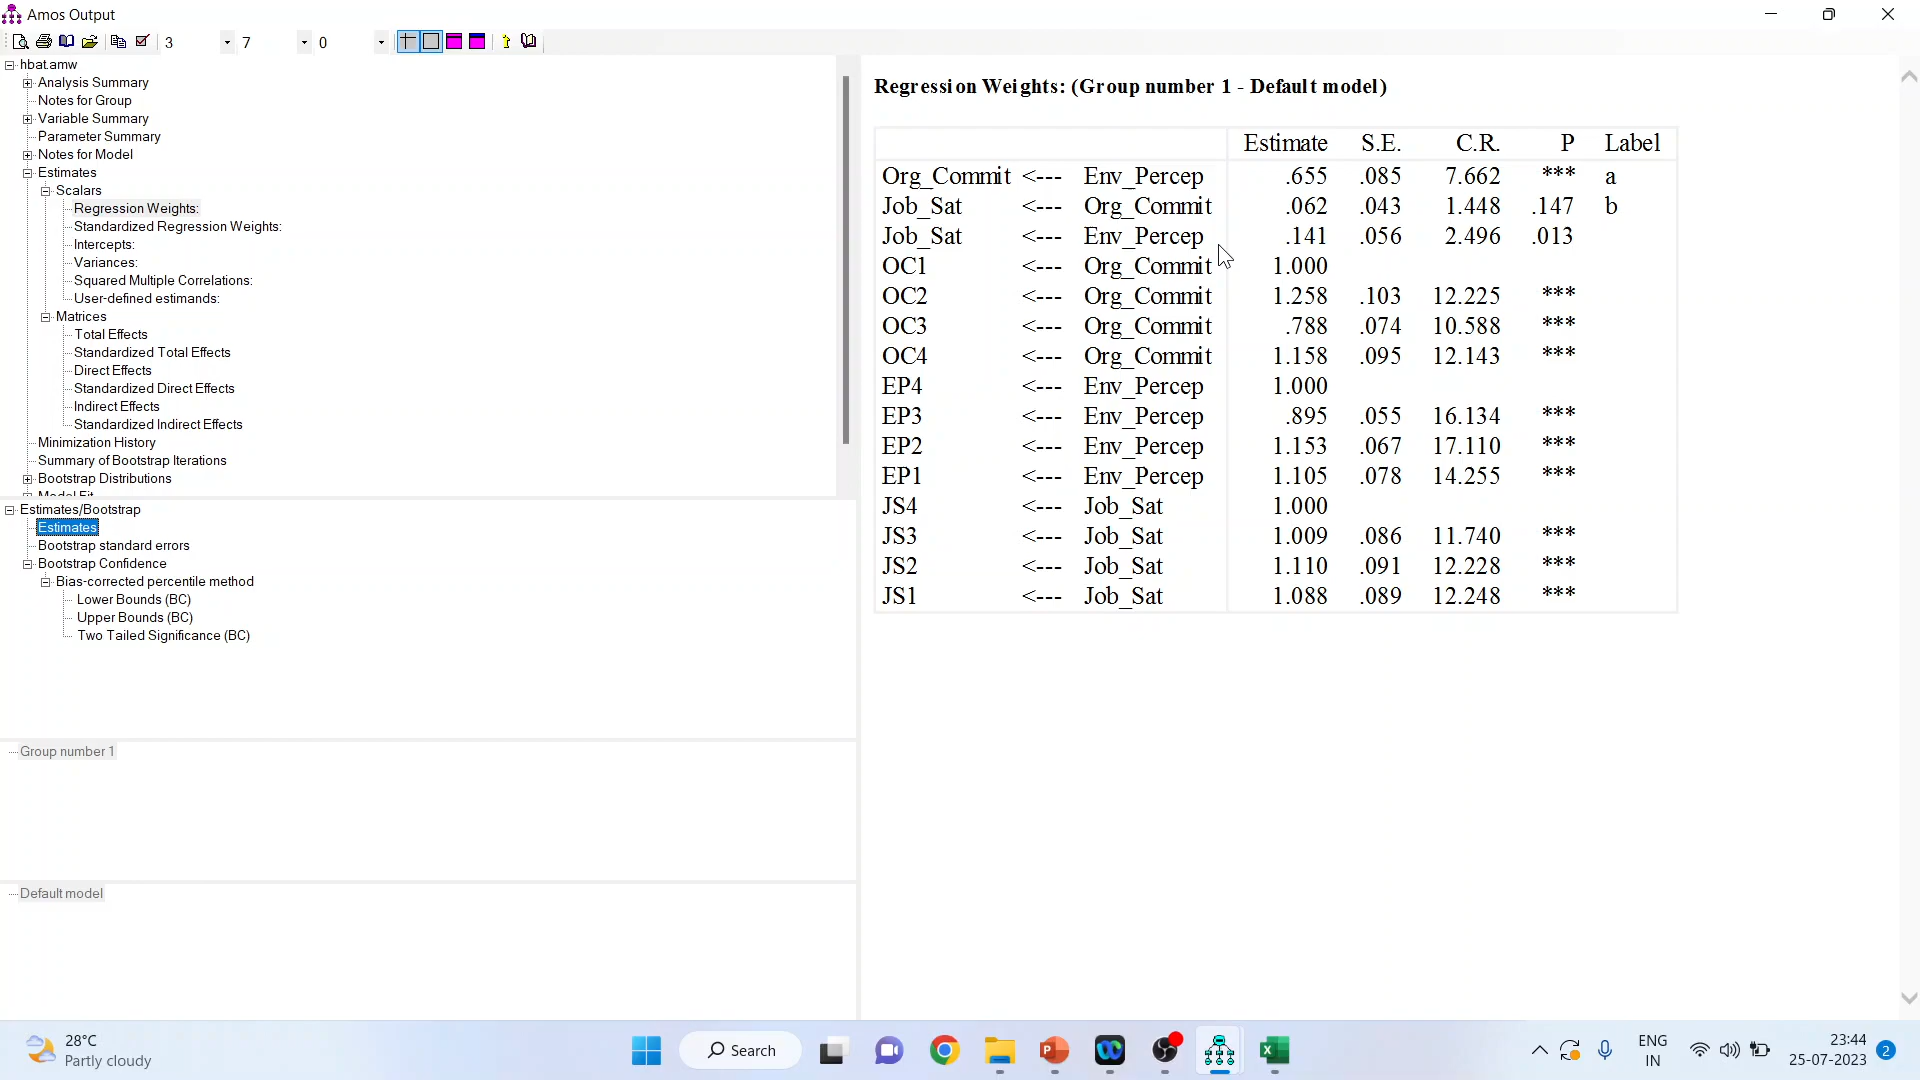 Amos Output
3 7 0
hbat.amw
Analysis Summary
Notes for Group
Variable Summary
Parameter Summary
Notes for Model
Estimates
Scalars
Regression Weights:
Standardized Regression Weights:
Intercepts:
Variances:
Squared Multiple Correlations:
User-defined estimands:
Matrices
Total Effects
Standardized Total Effects
Direct Effects
Standardized Direct Effects
Indirect Effects
Standardized Indirect Effects
Minimization History
Summary of Bootstrap Iterations
Bootstrap Distributions
Model Fit
Estimates/Bootstrap
Estimates
Bootstrap standard errors
Bootstrap Confidence
Bias-corrected percentile method
Lower Bounds (BC)
Upper Bounds (BC)
Two Tailed Significance (BC)
Group number 1
Default model
Regression Weights: (Group number 1 - Default model)
Estimate S.E. C.R. P Label
Org_Commit <--- Env_Percep .655 .085 7.662 *** a
Job_Sat <--- Org_Commit .062 .043 1.448 .147 b
Job_Sat <--- Env_Percep .141 .056 2.496 .013
OC1 <--- Org_Commit 1.000
OC2 <--- Org_Commit 1.258 .103 12.225 ***
OC3 <--- Org_Commit .788 .074 10.588 ***
OC4 <--- Org_Commit 1.158 .095 12.143 ***
EP4 <--- Env_Percep 1.000
EP3 <--- Env_Percep .895 .055 16.134 ***
EP2 <--- Env_Percep 1.153 .067 17.110 ***
EP1 <--- Env_Percep 1.105 .078 14.255 ***
JS4 <--- Job_Sat 1.000
JS3 <--- Job_Sat 1.009 .086 11.740 ***
JS2 <--- Job_Sat 1.110 .091 12.228 ***
JS1 <--- Job_Sat 1.088 .089 12.248 ***
28°C
Partly cloudy
Search
ENG
IN
23:44
25-07-2023
2